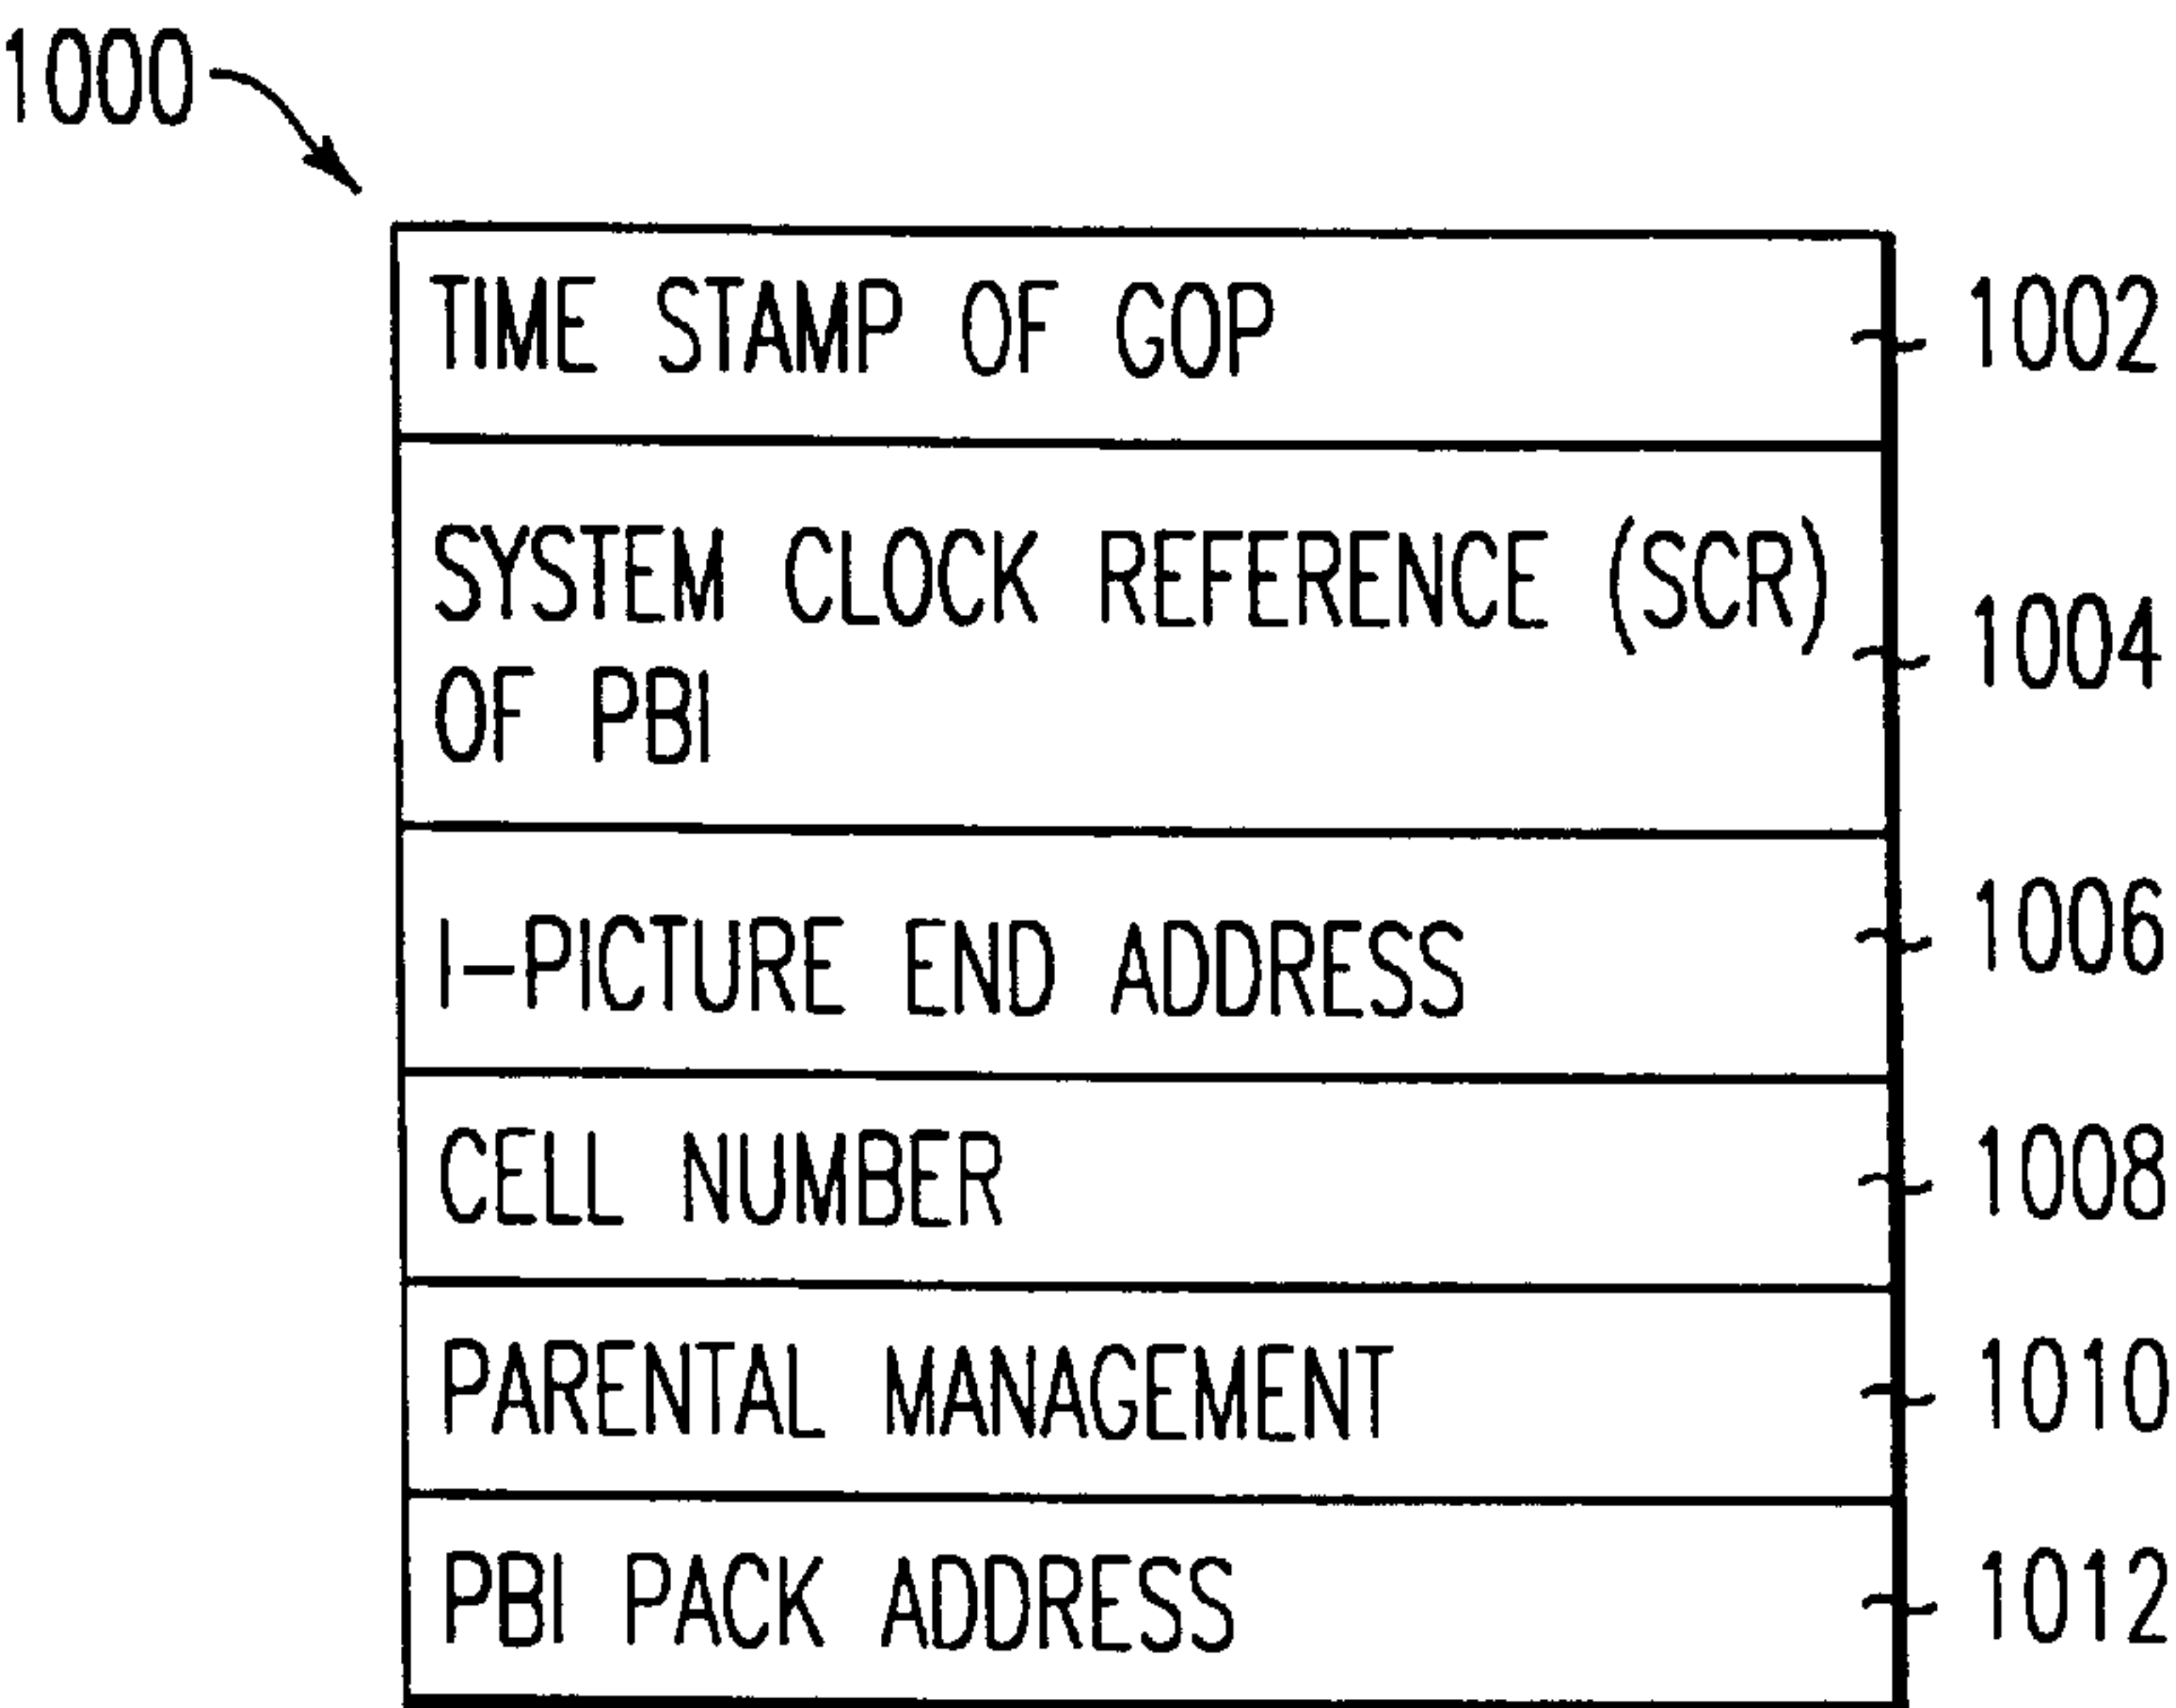 1000
TIME STAMP OF GOP
1002
SYSTEM CLOCK REFERENCE (SCR)
OF PBI
1004
I-PICTURE END ADDRESS
1006
CELL NUMBER
1008
PARENTAL MANAGEMENT
1010
PBI PACK ADDRESS
1012